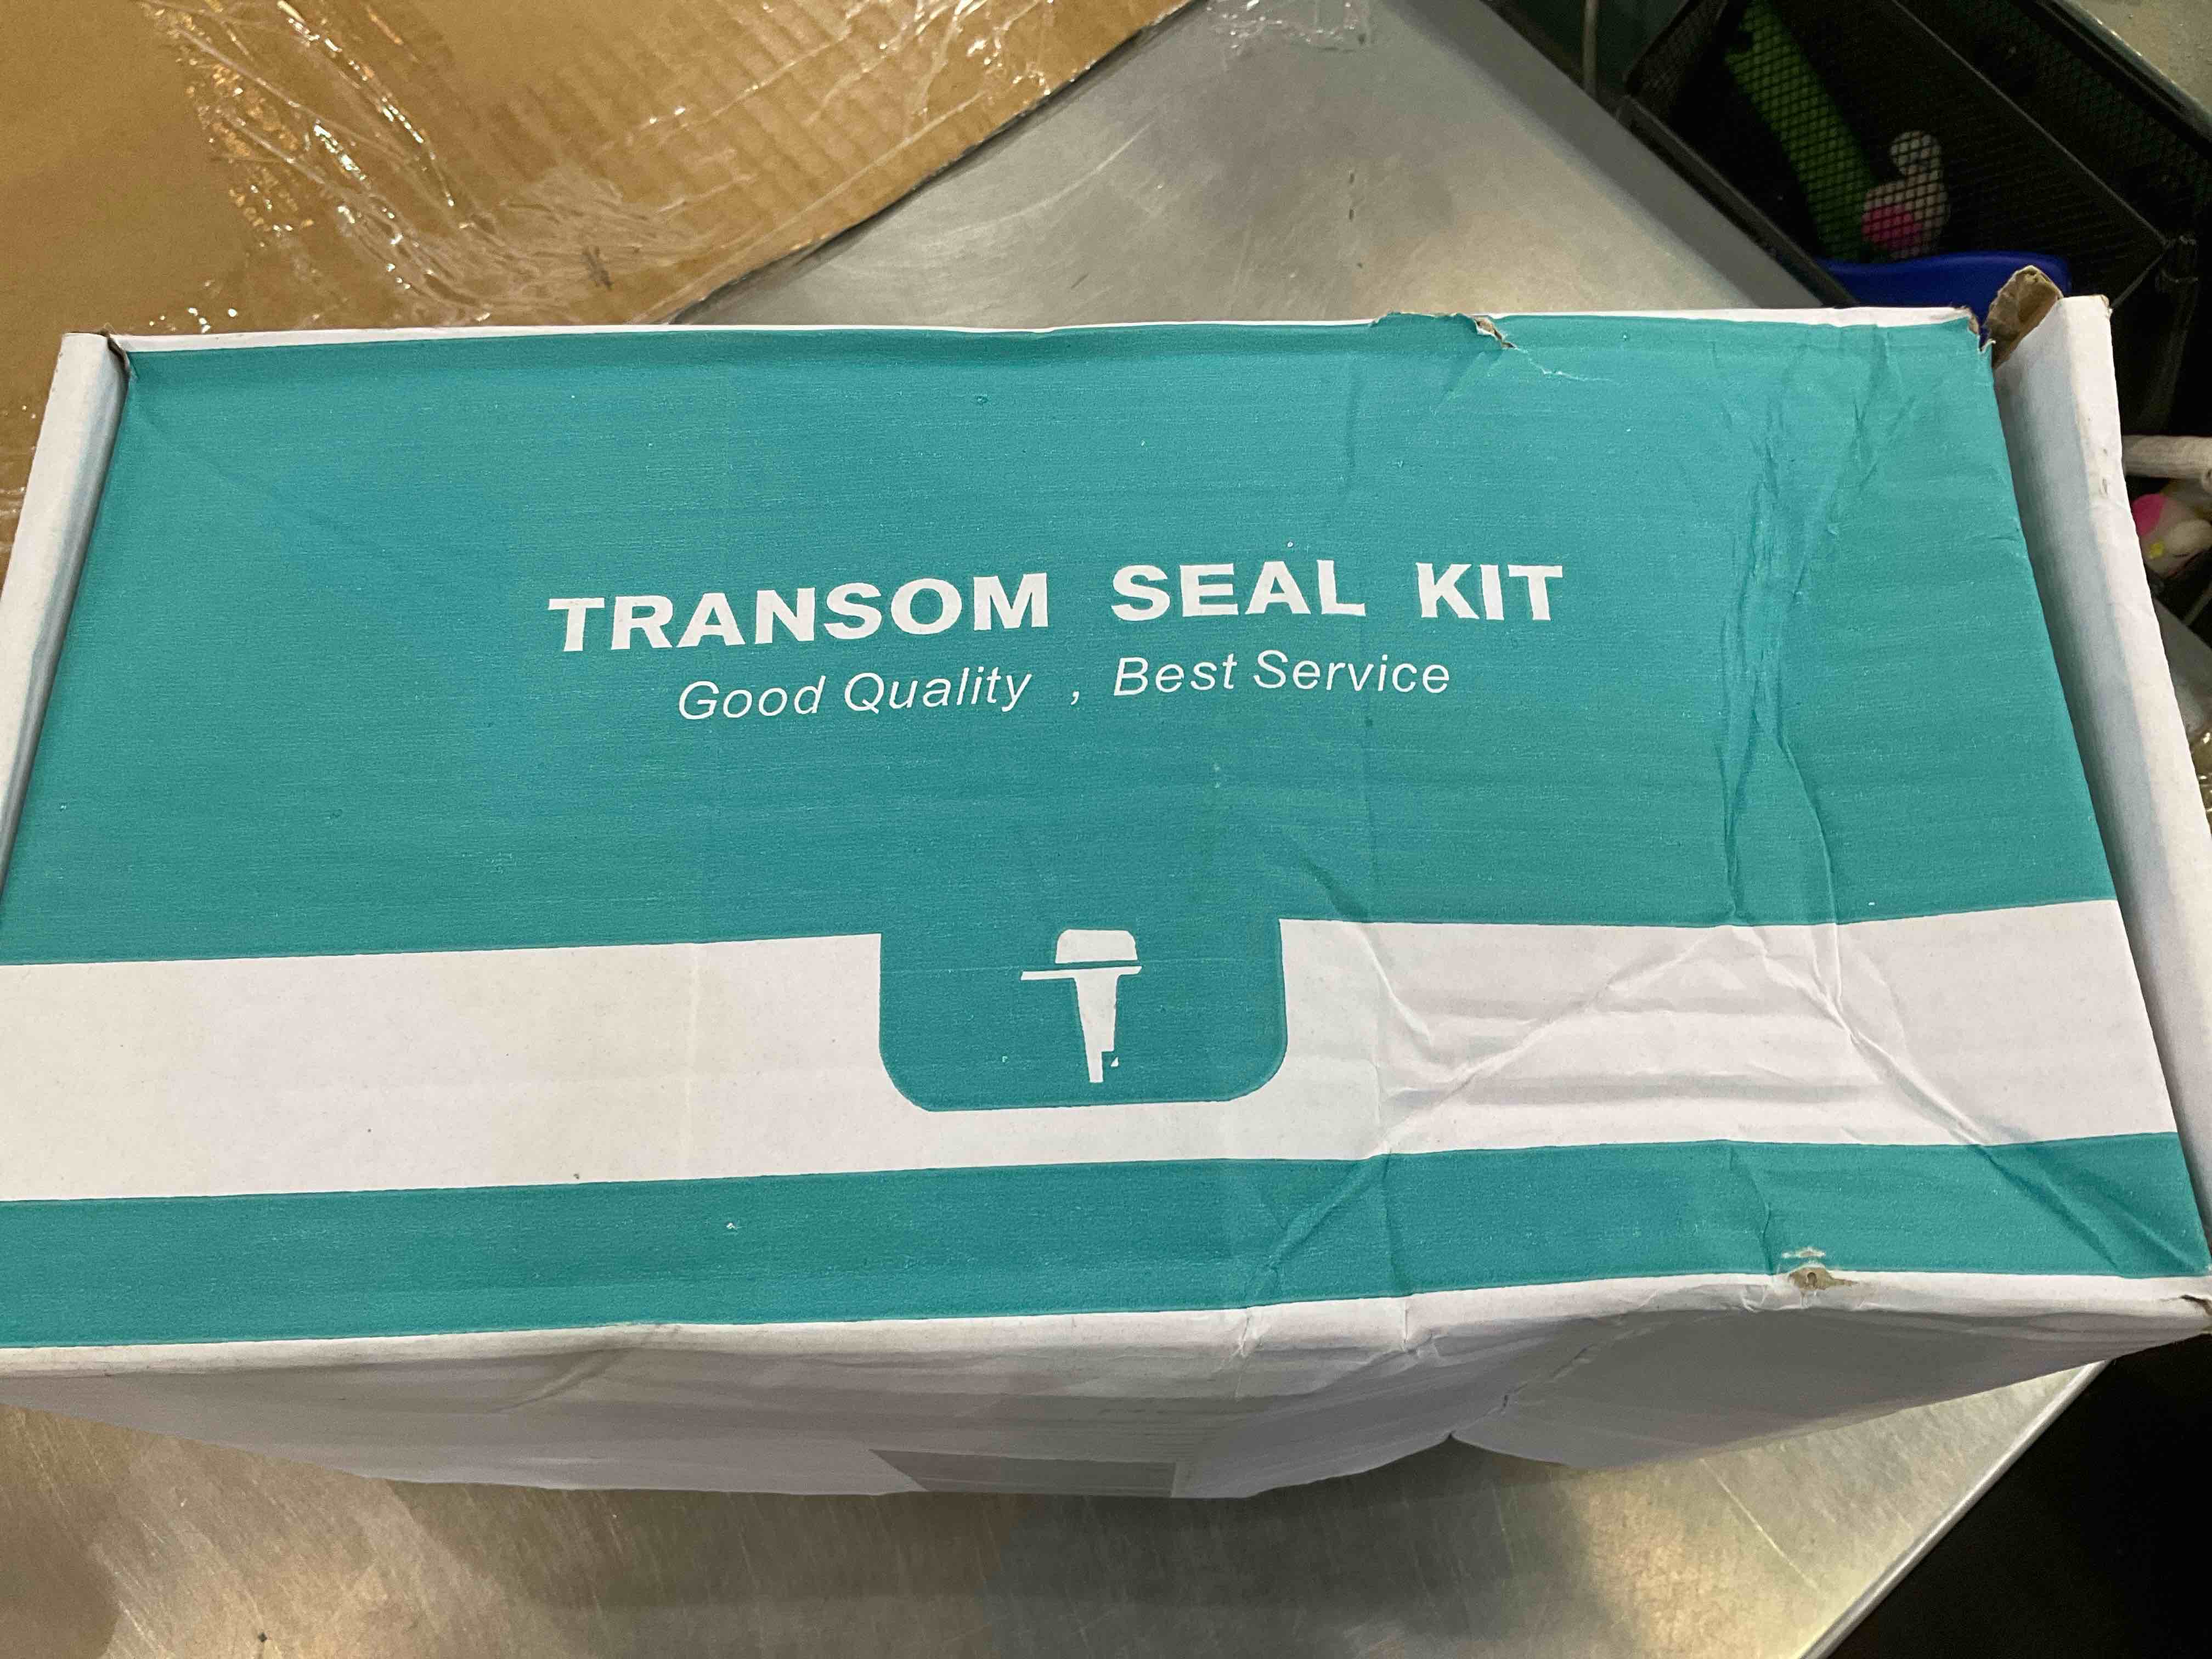 TRANSOM SEAL KIT
Good Quality , Best Service